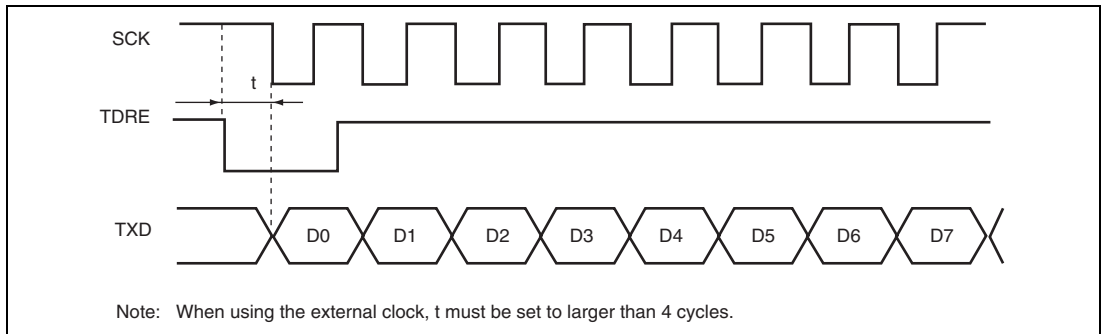 SCK
t
TDRE
TXD D0 D1 D2 D3 D4 D5 D6 D7
Note: When using the external clock, t must be set to larger than 4 cycles.